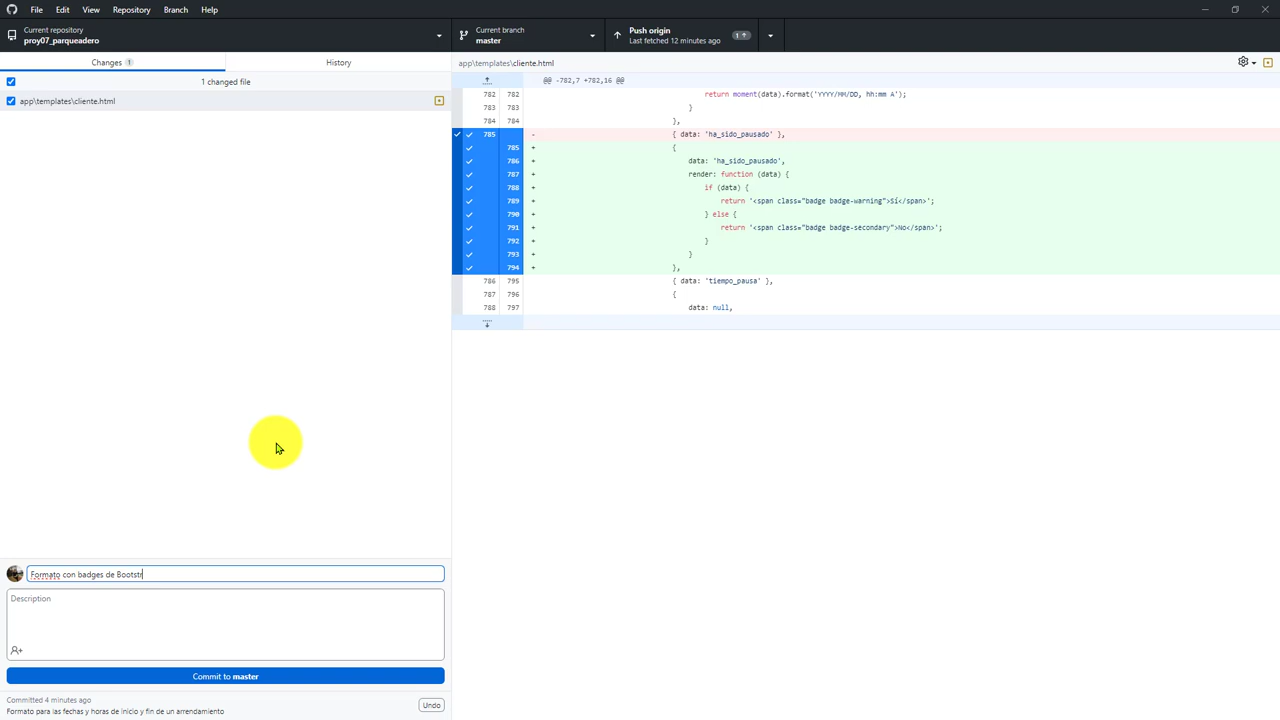 File Edit View Repository Branch Help
Current repository
proy07_parqueadero
Current branch
master
Push origin
Last fetched 12 minutes ago
1
Changes 1
History
1 changed file
app\templates\cliente.html
app\templates\cliente.html
@@ -782,7 +782,16 @@
782 782 return moment(data).format('YYYY/MM/DD, hh:mm A');
783 783 }
784 784 },
785 - { data: 'ha_sido_pausado' },
785 + {
786 + data: 'ha_sido_pausado',
787 + render: function (data) {
788 + if (data) {
789 + return '<span class="badge badge-warning">Sí</span>';
790 + } else {
791 + return '<span class="badge badge-secondary">No</span>';
792 + }
793 + }
794 + },
786 795 { data: 'tiempo_pausa' },
787 796 {
788 797 data: null,
Formato con badges de Bootstr
Description
Commit to master
Committed 4 minutes ago
Formato para las fechas y horas de inicio y fin de un arrendamiento
Undo